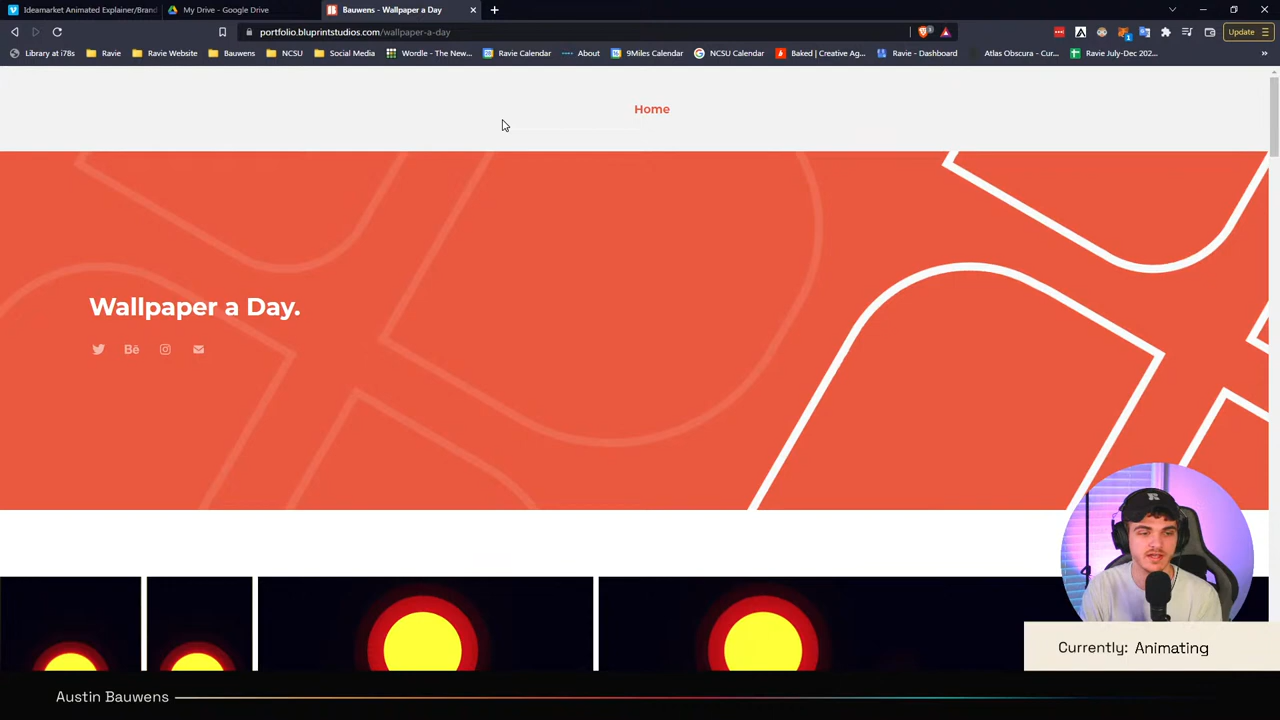 Ideamarket Animated Explainer/Brand
My Drive - Google Drive
Bauwens - Wallpaper a Day
portfolio.bluprintstudios.com/wallpaper-a-day
Update
Library at i78s
Ravie
Ravie Website
Bauwens
NCSU
Social Media
Wordle - The New...
Ravie Calendar
About
9Miles Calendar
NCSU Calendar
Baked | Creative Ag...
Ravie - Dashboard
Atlas Obscura - Cur...
Ravie July-Dec 202...
Home
Wallpaper a Day.
Bē
Currently: Animating
Austin Bauwens